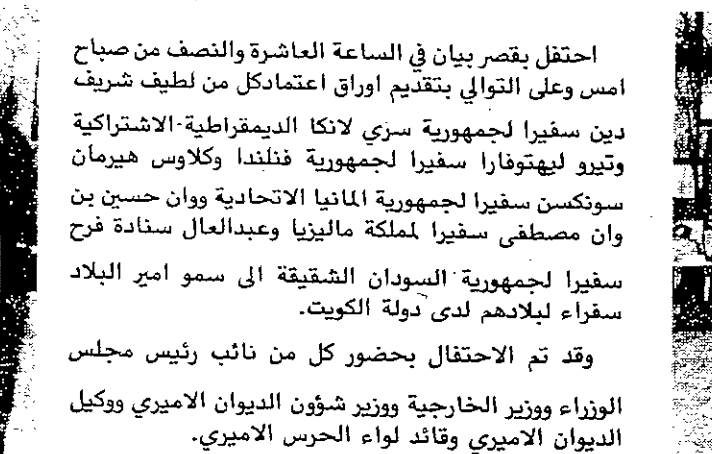 احتفل بقصر بيان في الساعة العاشرة والنصف من صباح
امس وعلى التوالي بتقديم اوراق اعتمادكل من لطيف شريف
دين سفيرا لجمهورية سزي لانكا الديمقراطية-الاشتراكية
وتيرو ليهتوفارا سفيرا لجمهورية فنلندا وكلاوس هيرمان
سونكسن سفيرا لجمهورية المانيا الاتحادية ووان حسين بن
وان مصطفى سفيرا لمملكة ماليزيا وعبدالعال سنادة فرح
سفيرا لجمهورية السودان الشقيقة الى سمو امير البلاد
سفراء لبلادهم لدى دولة الكويت.
وقد تم الاحتفال بحضور كل من نائب رئيس مجلس
الوزراء ووزير الخارجية ووزير شؤون الديوان الاميري ووكيل
الديوان الاميري وقائد لواء الحرس الاميري.